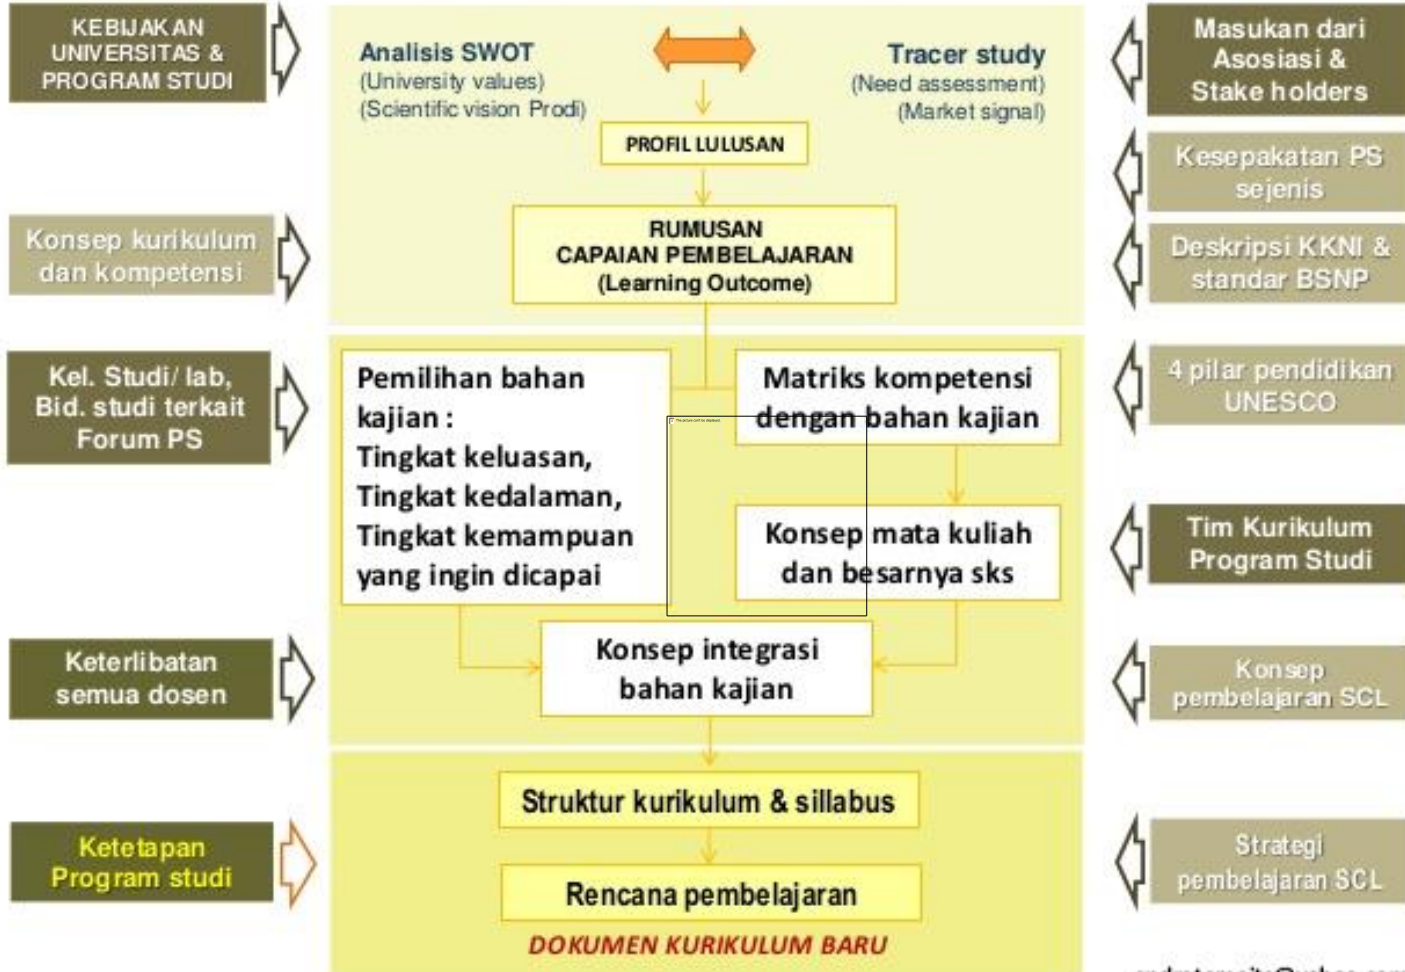 KEBIJAKAN
UNIVERSITAS &
PROGRAM STUDI
Analisis SWOT
(University values)
(Scientific vision Prodi)
Tracer study
(Need assessment)
(Market signal)
Masukan dari
Asosiasi &
Stake holders
PROFIL LULUSAN
Kesepakatan PS
sejenis
Konsep kurikulum
dan kompetensi
RUMUSAN
CAPAIAN PEMBELAJARAN
(Learning Outcome)
Deskripsi KKNI &
standar BSNP
Kel. Studi/ lab,
Bid. studi terkait
Forum PS
Pemilihan bahan
kajian :
Tingkat keluasan,
Tingkat kedalaman,
Tingkat kemampuan
yang ingin dicapai
Matriks kompetensi
dengan bahan kajian
4 pilar pendidikan
UNESCO
Konsep mata kuliah
dan besarnya sks
Tim Kurikulum
Program Studi
Keterlibatan
semua dosen
Konsep integrasi
bahan kajian
Konsep
pembelajaran SCL
Struktur kurikulum & sillabus
Ketetapan
Program studi
Rencana pembelajaran
Strategi
pembelajaran SCL
DOKUMEN KURIKULUM BARU